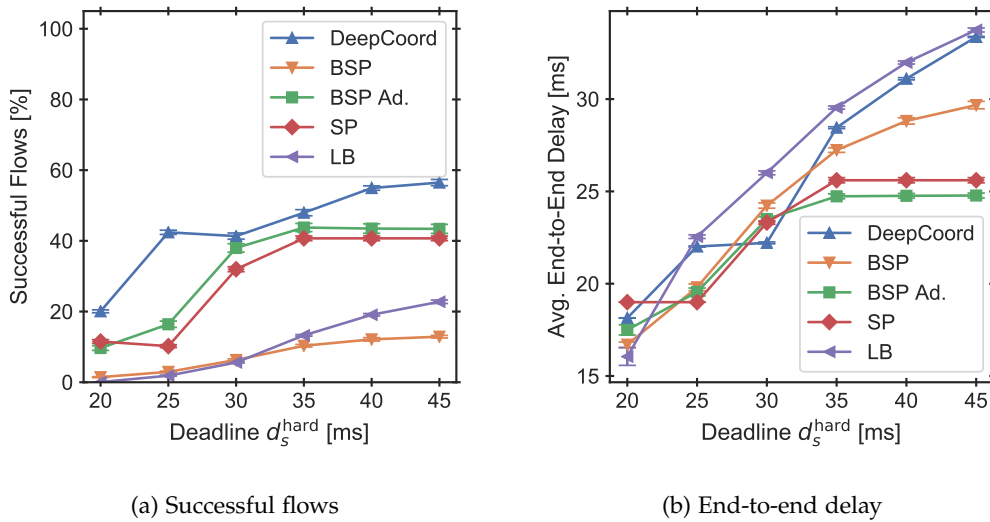 100
80
60
40
20
0
Successful Flows [%]
DeepCoord
BSP
BSP Ad.
SP
LB
20 25 30 35 40 45
Deadline d_s^hard [ms]
(a) Successful flows
30
25
20
15
Avg. End-to-End Delay [ms]
DeepCoord
BSP
BSP Ad.
SP
LB
20 25 30 35 40 45
Deadline d_s^hard [ms]
(b) End-to-end delay